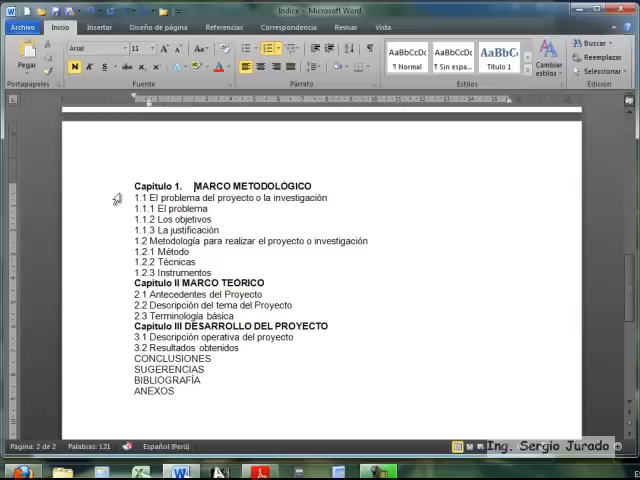 Índice - Microsoft Word
Archivo Inicio Insertar Diseño de página Referencias Correspondencia Revisar Vista
Arial 11
Pegar
N
AaBbCcDc AaBbCcDc AaBbC
¶ Normal ¶ Sin espa... Título 1
Cambiar estilos
Buscar
Reemplazar
Seleccionar
Portapapeles Fuente Párrafo Estilos Edición
Capítulo 1. MARCO METODOLÓGICO
1.1 El problema del proyecto o la investigación
1.1.1 El problema
1.1.2 Los objetivos
1.1.3 La justificación
1.2 Metodología para realizar el proyecto o investigación
1.2.1 Método
1.2.2 Técnicas
1.2.3 Instrumentos
Capítulo II MARCO TEÓRICO
2.1 Antecedentes del Proyecto
2.2 Descripción del tema del Proyecto
2.3 Terminología básica
Capítulo III DESARROLLO DEL PROYECTO
3.1 Descripción operativa del proyecto
3.2 Resultados obtenidos
CONCLUSIONES
SUGERENCIAS
BIBLIOGRAFÍA
ANEXOS
Página: 2 de 2 Palabras: 121 Español (Perú)
Ing. Sergio Jurado